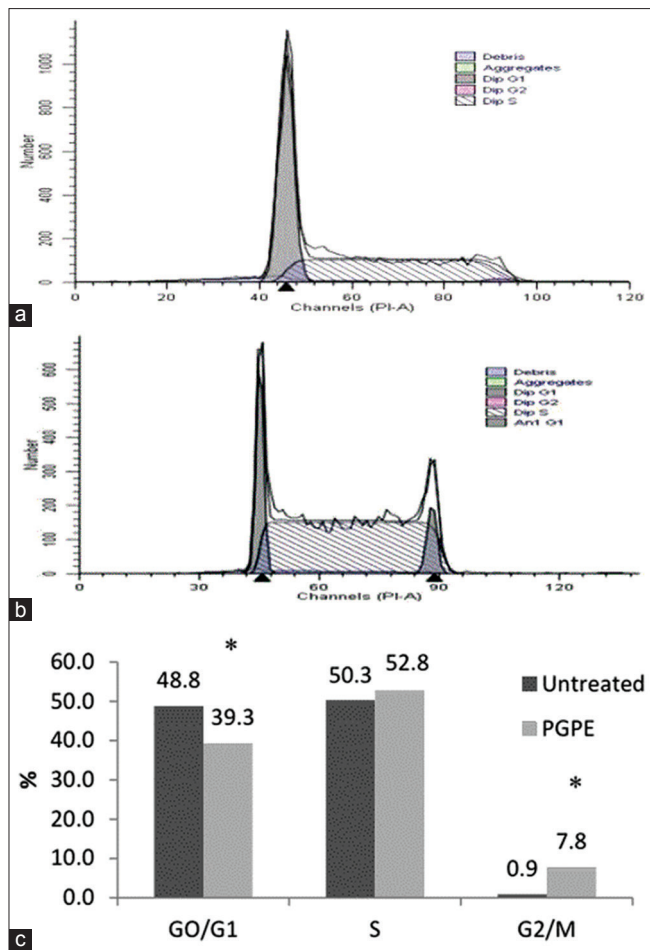 1000
800
600
400
200
0
Number
Debris
Aggregates
Dip G1
Dip G2
Dip S
0 20 40 60 80 100 120
Channels (PI-A)
a
600
500
400
300
200
100
0
Number
Debris
Aggregates
Dip G1
Dip G2
Dip S
An1 G1
0 30 60 90 120
Channels (PI-A)
b
60.0
50.0
40.0
30.0
20.0
10.0
0.0
%
48.8
*
39.3
50.3
52.8
0.9
*
7.8
Untreated
PGPE
GO/G1 S G2/M
c